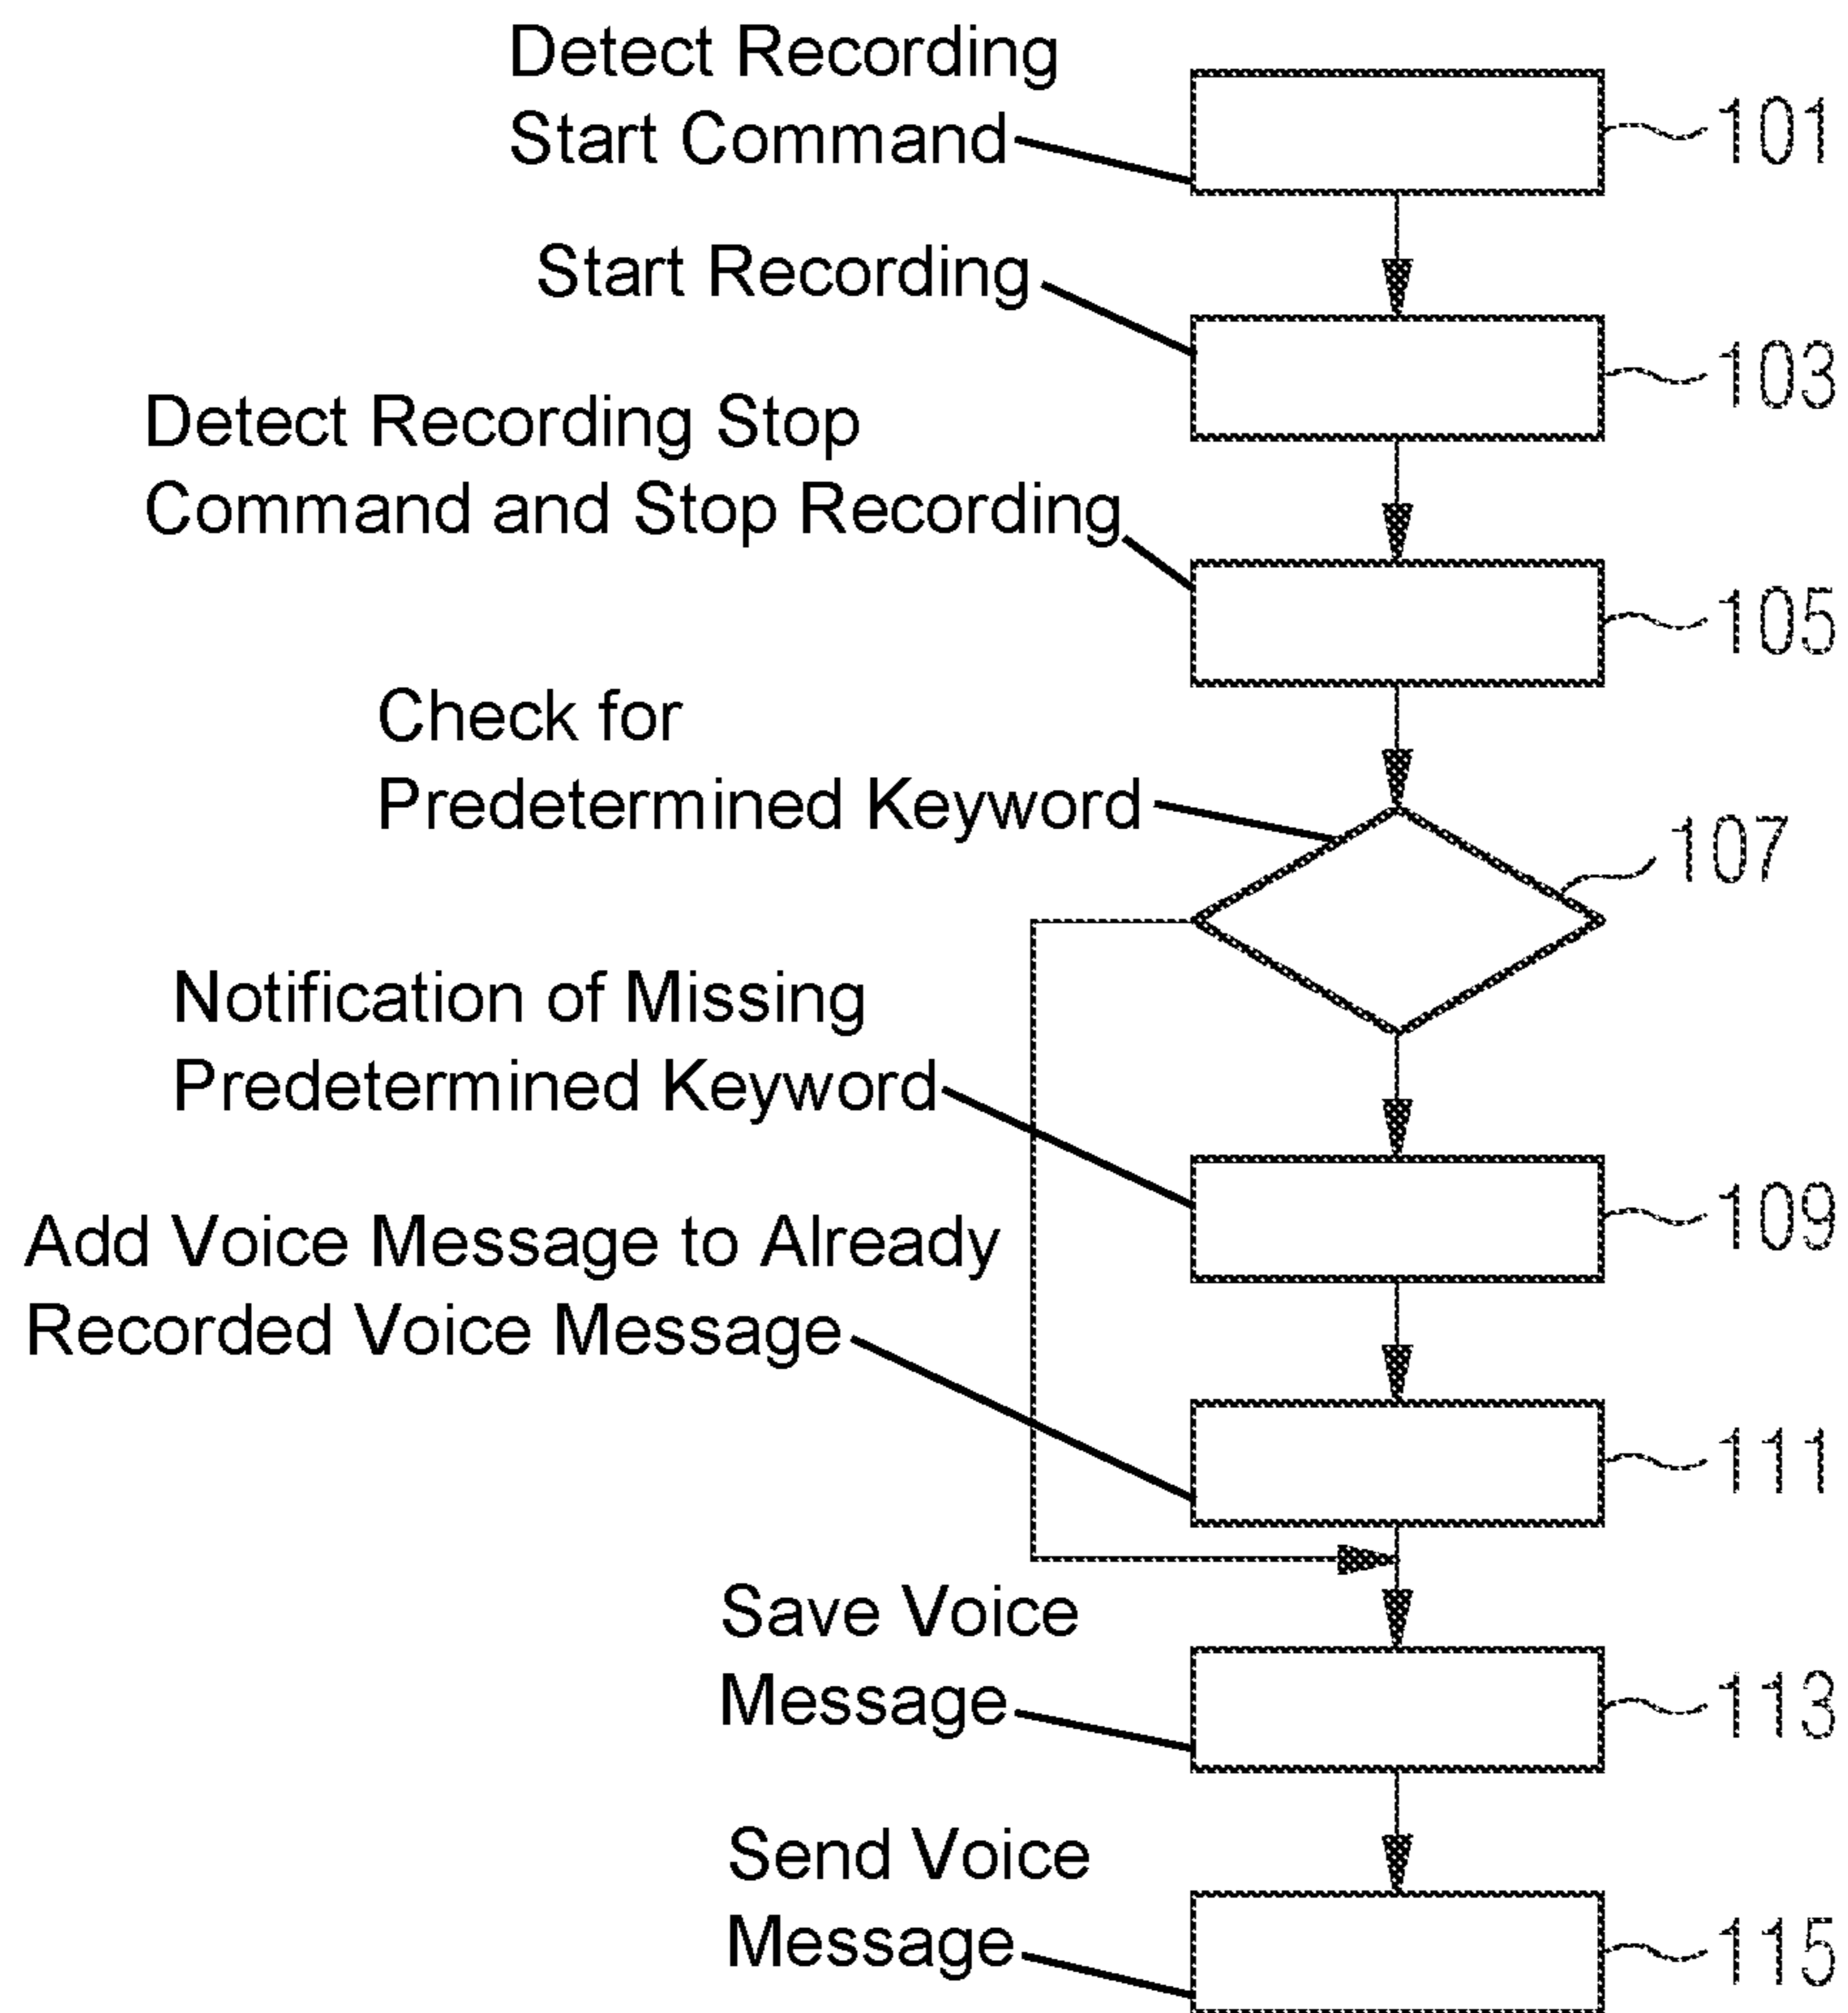 Detect Recording
Start Command
101
Start Recording
103
Detect Recording Stop
Command and Stop Recording
105
Check for
Predetermined Keyword
107
Notification of Missing
Predetermined Keyword
109
Add Voice Message to Already
Recorded Voice Message
111
Save Voice
Message
113
Send Voice
Message
115